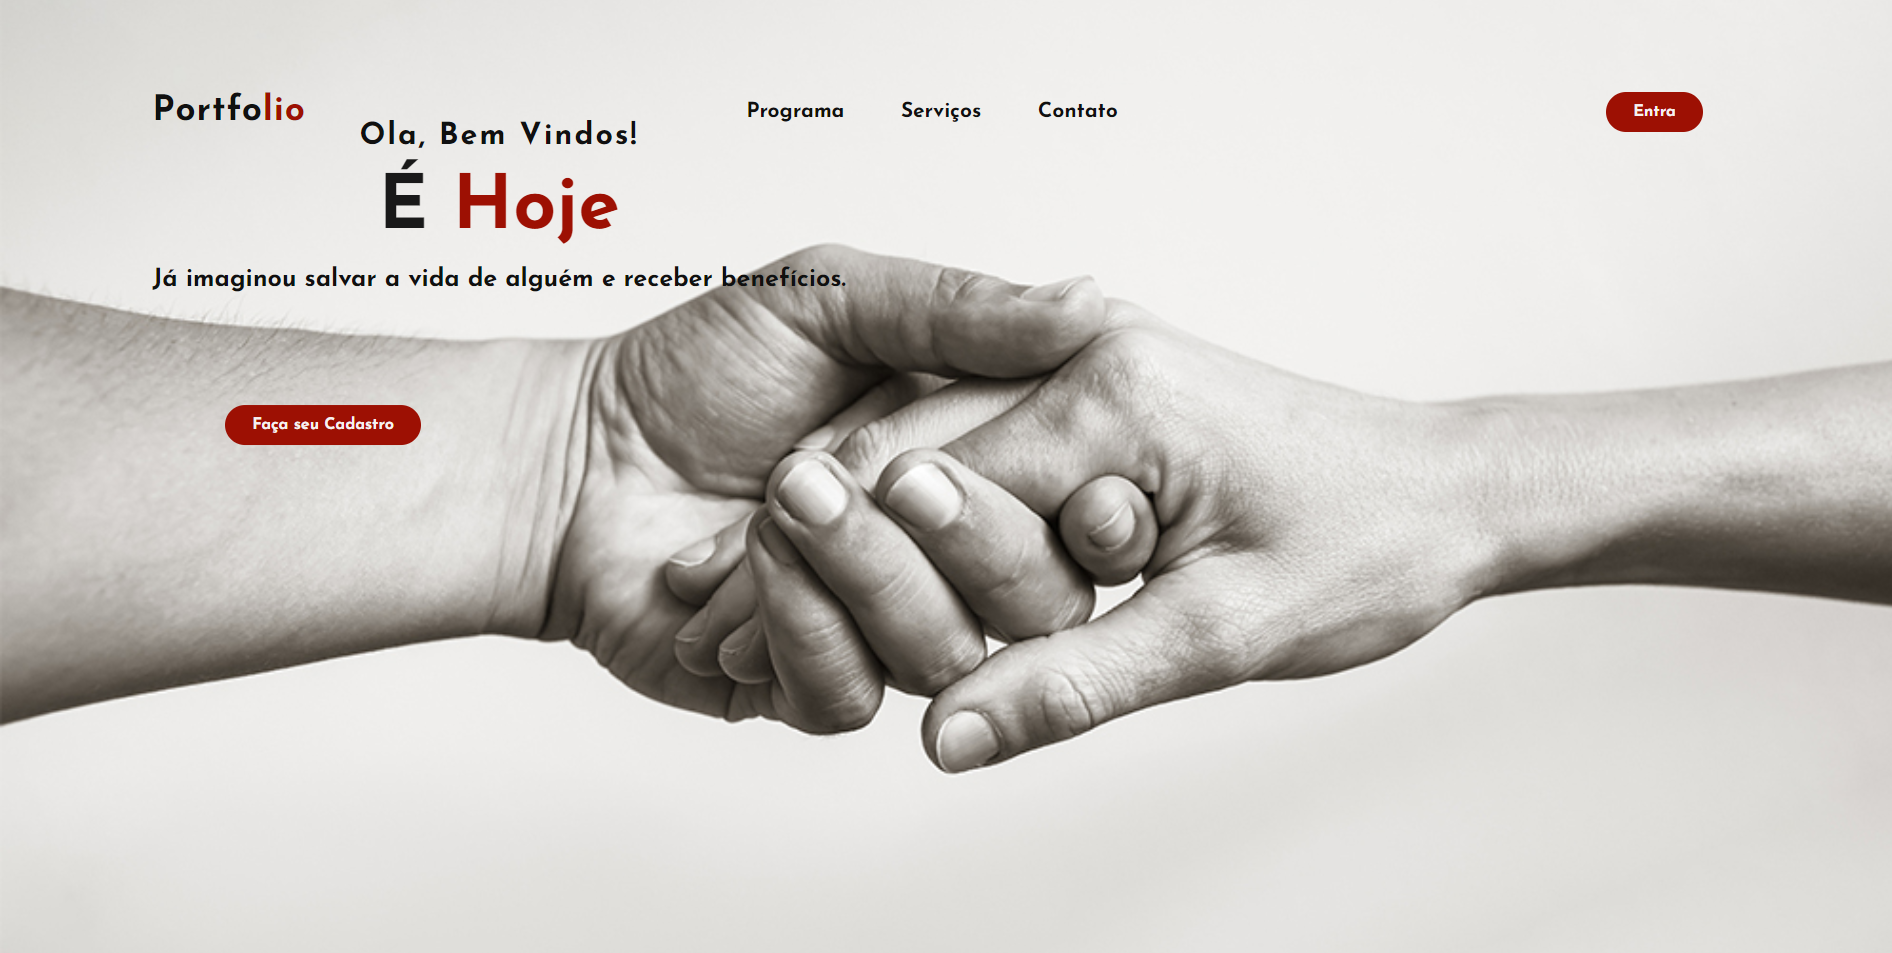 Portfolio
Programa
Serviços
Contato
Entra
Ola, Bem Vindos!
É Hoje
Já imaginou salvar a vida de alguém e receber benefícios.
Faça seu Cadastro